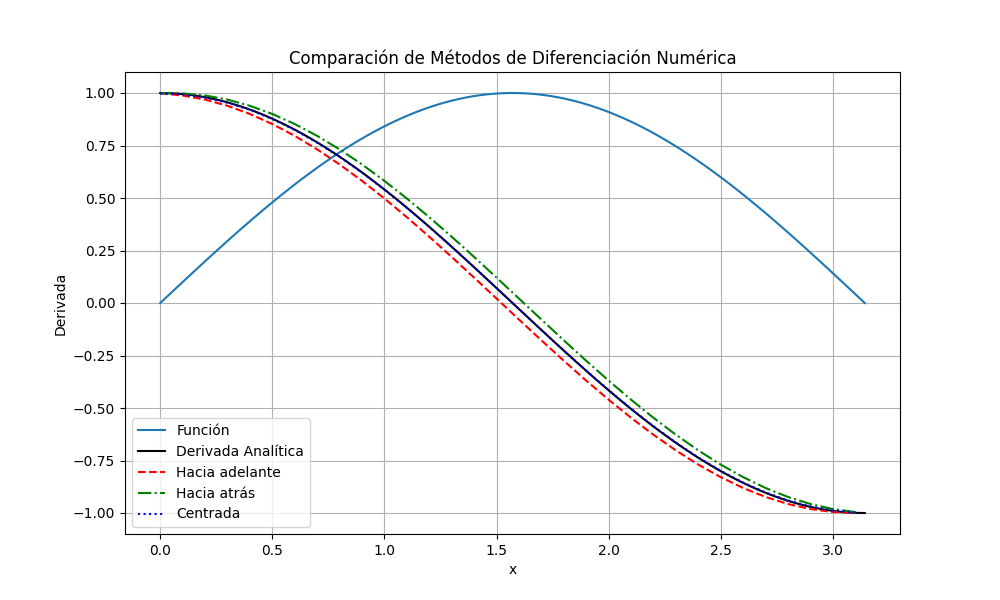 Comparación de Métodos de Diferenciación Numérica
Derivada
1.00
0.75
0.50
0.25
0.00
−0.25
−0.50
−0.75
−1.00
Función
Derivada Analítica
Hacia adelante
Hacia atrás
Centrada
0.0 0.5 1.0 1.5 2.0 2.5 3.0
x